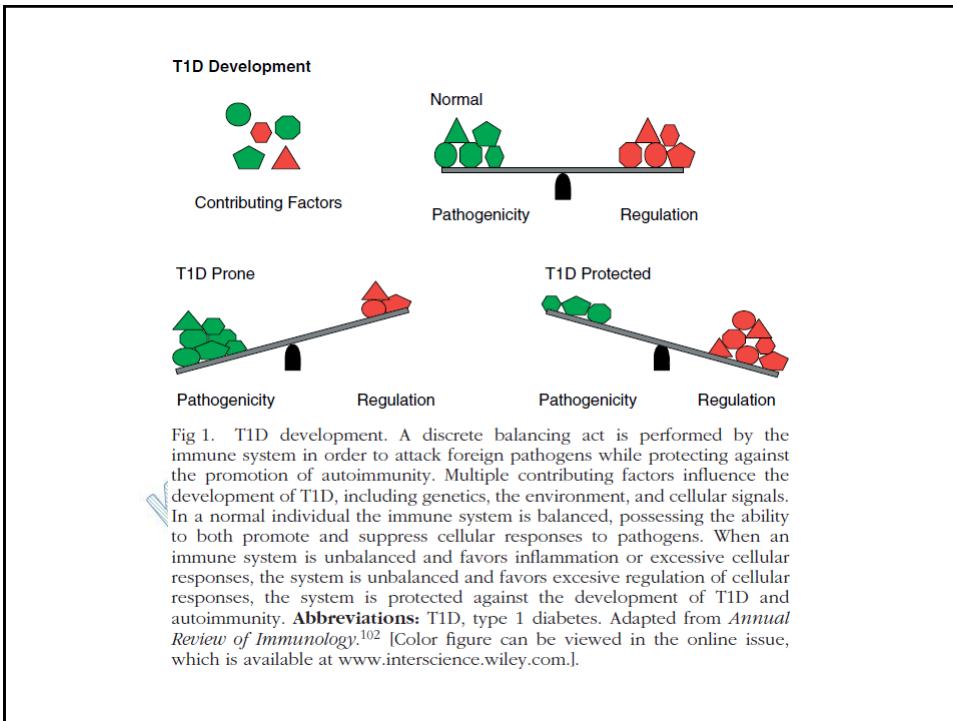 T1D Development
Normal
Contributing Factors
Pathogenicity Regulation
T1D Prone
T1D Protected
Pathogenicity Regulation
Pathogenicity Regulation
Fig 1. T1D development. A discrete balancing act is performed by the
immune system in order to attack foreign pathogens while protecting against
the promotion of autoimmunity. Multiple contributing factors influence the
development of T1D, including genetics, the environment, and cellular signals.
In a normal individual the immune system is balanced, possessing the ability
to both promote and suppress cellular responses to pathogens. When an
immune system is unbalanced and favors inflammation or excessive cellular
responses, the system is unbalanced and favors excesive regulation of cellular
responses, the system is protected against the development of T1D and
autoimmunity. Abbreviations: T1D, type 1 diabetes. Adapted from Annual
Review of Immunology.102 [Color figure can be viewed in the online issue,
which is available at www.interscience.wiley.com.].